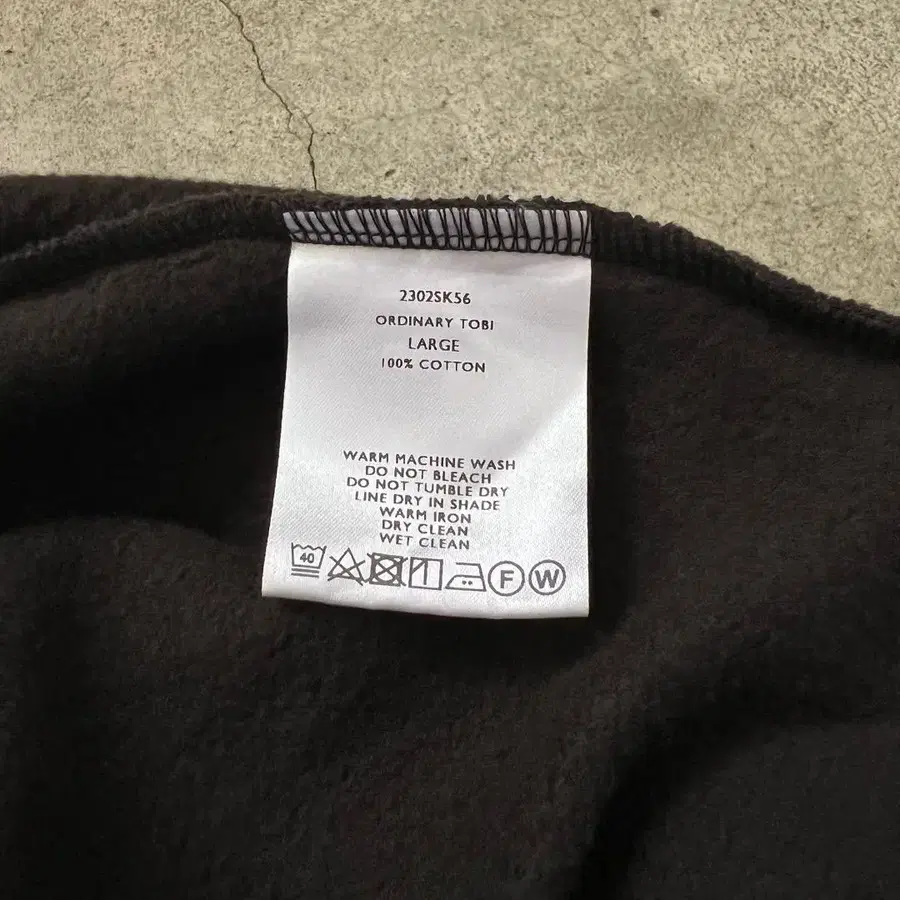 2302SK56
ORDINARY TOBI
LARGE
100% COTTON
WARM MACHINE WASH
DO NOT BLEACH
DO NOT TUMBLE DRY
LINE DRY IN SHADE
WARM IRON
DRY CLEAN
WET CLEAN
40 F W